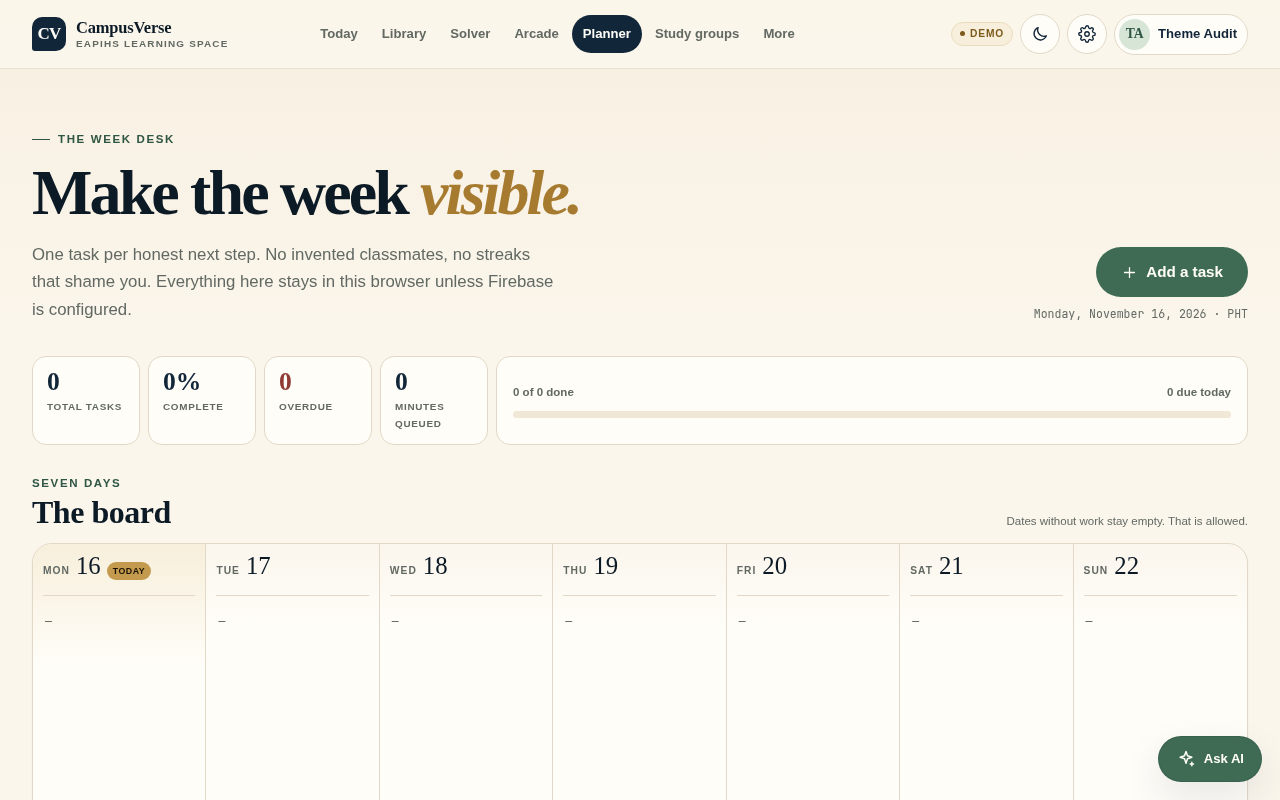 CV
CampusVerse
EAPIHS LEARNING SPACE
Today Library Solver Arcade Planner Study groups More
DEMO
TA
Theme Audit
THE WEEK DESK
Make the week visible.
One task per honest next step. No invented classmates, no streaks
that shame you. Everything here stays in this browser unless Firebase
is configured.
+ Add a task
Monday, November 16, 2026 · PHT
0
TOTAL TASKS
0%
COMPLETE
0
OVERDUE
0
MINUTES
QUEUED
0 of 0 done
0 due today
SEVEN DAYS
The board
Dates without work stay empty. That is allowed.
MON 16 TODAY
TUE 17
WED 18
THU 19
FRI 20
SAT 21
SUN 22
– – – – – – –
Ask AI